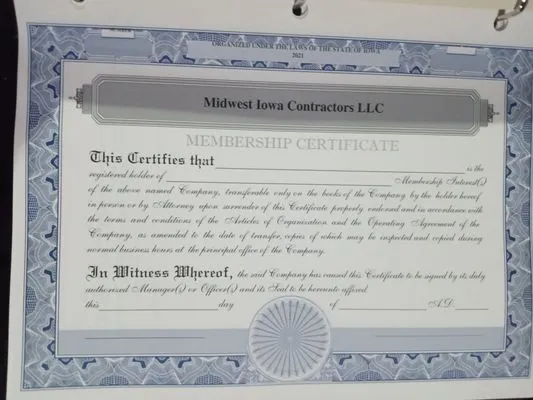 NUMBER
ORGANIZED UNDER THE LAWS OF THE STATE OF IOWA
2021
Midwest Iowa Contractors LLC
MEMBERSHIP CERTIFICATE
This Certifies that is the
registered holder of Membership Interest(s)
of the above named Company, transferable only on the books of the Company by the holder hereof
in person or by Attorney upon surrender of this Certificate properly endorsed and in accordance with
the terms and conditions of the Articles of Organization and the Operating Agreement of the
Company, as amended to the date of transfer, copies of which may be inspected and copied during
normal business hours at the principal office of the Company.
In Witness Whereof, the said Company has caused this Certificate to be signed by its duly
authorized Manager(s) or Officer(s) and its Seal to be hereunto affixed
this day of A.D.